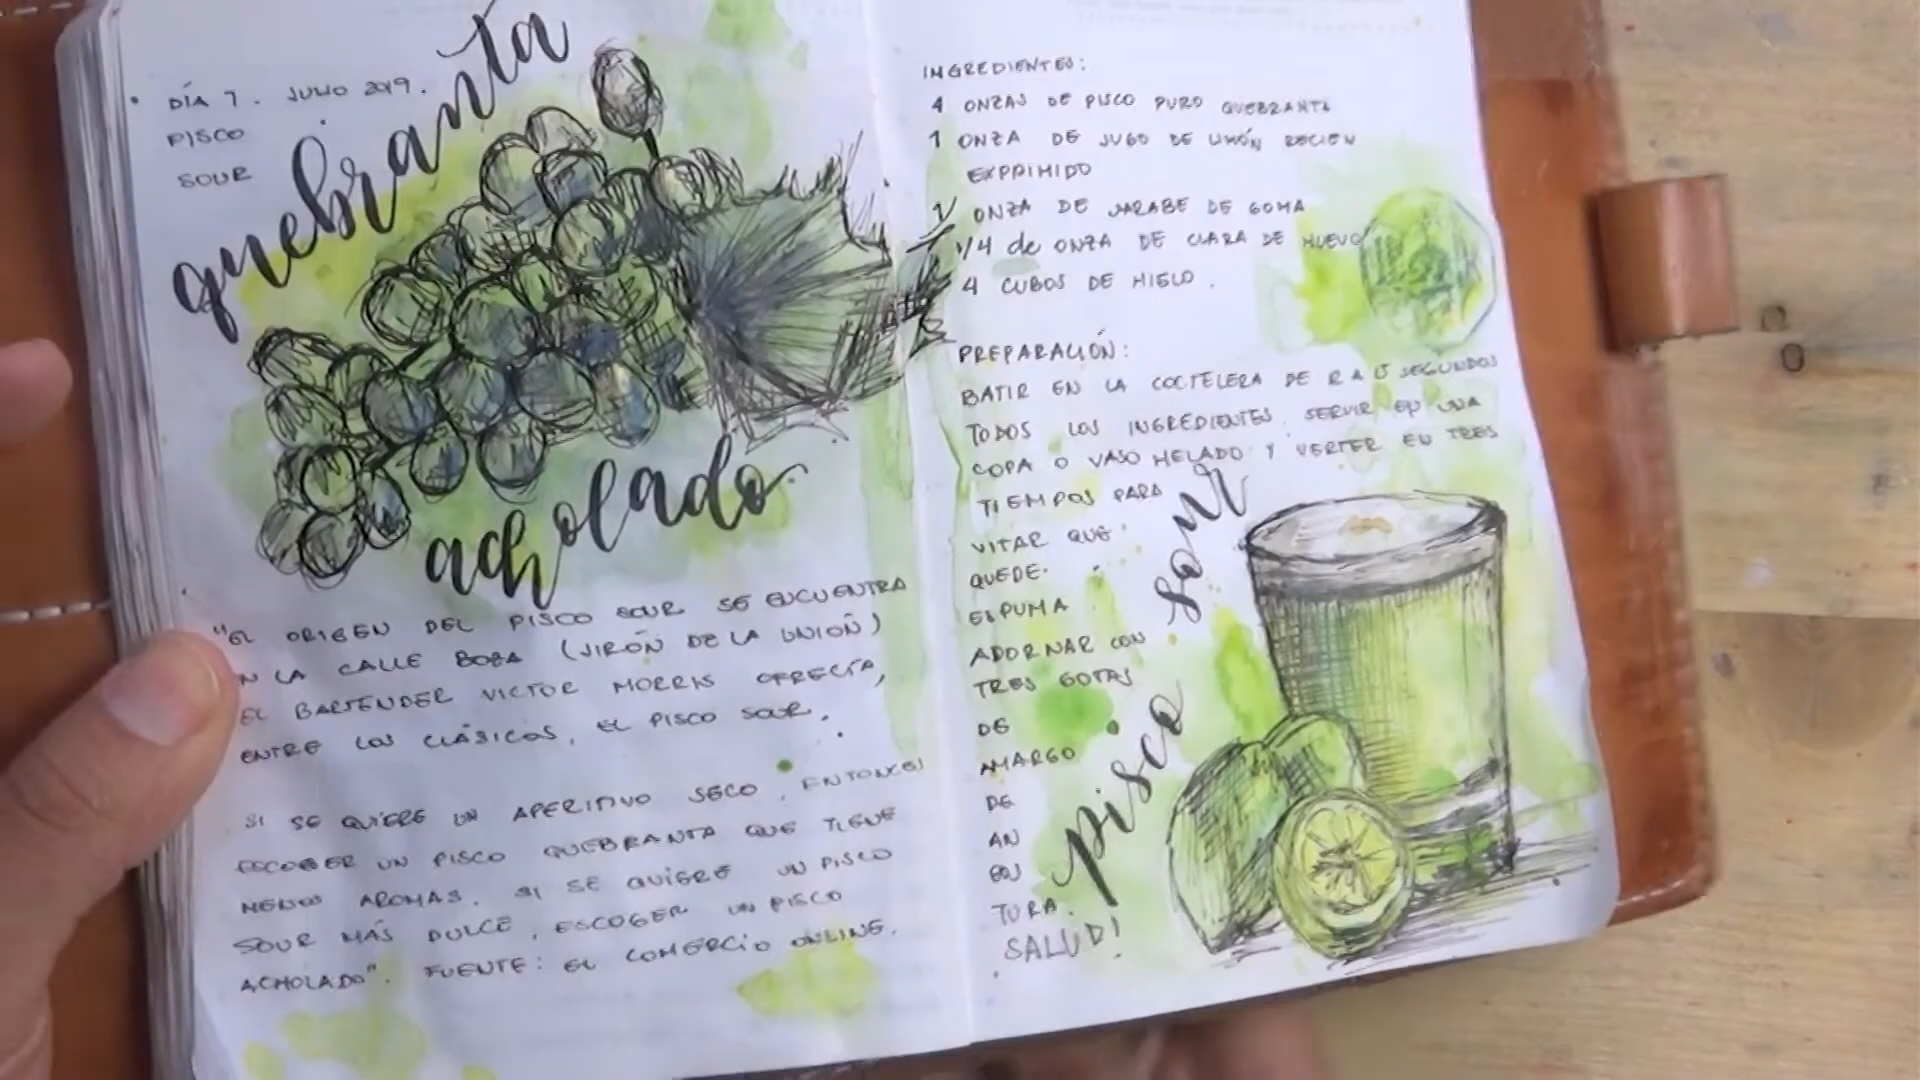 DÍA 7. JULIO 2019.
PISCO
SOUR
quebranta
acholado.
"EL ORIGEN DEL PISCO SOUR SE ENCUENTRA
N LA CALLE BOZA (JIRÓN DE LA UNIÓN)
EL BARTENDER VICTOR MORRIS OFRECÍA,
ENTRE LOS CLÁSICOS, EL PISCO SOUR.
SI SE QUIERE UN APERITIVO SECO, ENTONCES
ESCOGER UN PISCO QUEBRANTA QUE TIENE
MENOS AROMAS. SI SE QUIERE UN PISCO
SOUR MÁS DULCE, ESCOGER UN PISCO
ACHOLADO". FUENTE: EL COMERCIO ONLINE.
INGREDIENTES:
4 ONZAS DE PISCO PURO QUEBRANTA
1 ONZA DE JUGO DE LIMÓN RECIEN
EXPRIMIDO
1 ONZA DE JARABE DE GOMA
1/4 de ONZA DE CLARA DE HUEVO
4 CUBOS DE HIELO.
PREPARACIÓN:
BATIR EN LA COCTELERA DE SEGUNDOS
TODOS LOS INGREDIENTES. SERVIR EN UNA
COPA O VASO HELADO Y VERTER EN TRES
TIEMPOS PARA
VITAR QUE
QUEDE
ESPUMA
ADORNAR CON
TRES GOTAS
DE
AMARGO
DE
AN
GOS
TURA.
SALUD!
pisco sour